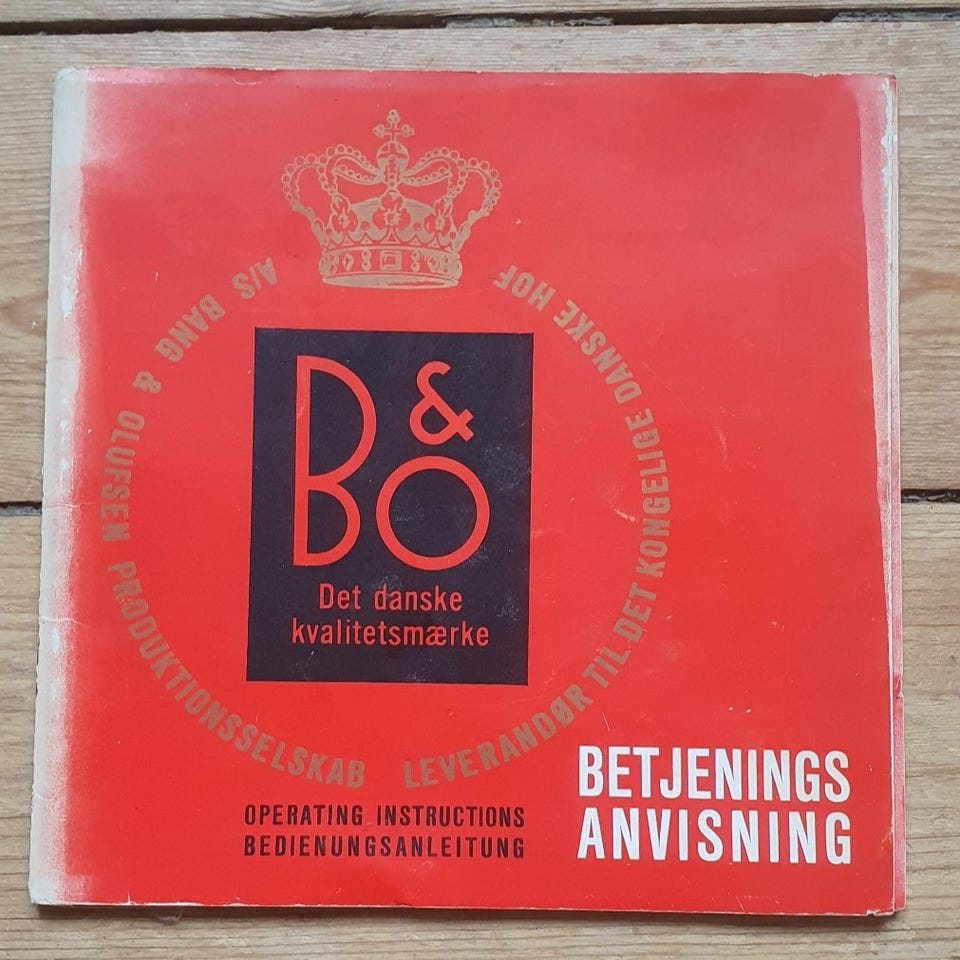 A/S BANG & OLUFSEN PRODUKTIONSSELSKAB LEVERANDØR TIL DET KONGELIGE DANSKE HOF
B&O
Det danske
kvalitetsmærke
OPERATING INSTRUCTIONS
BEDIENUNGSANLEITUNG
BETJENINGS
ANVISNING